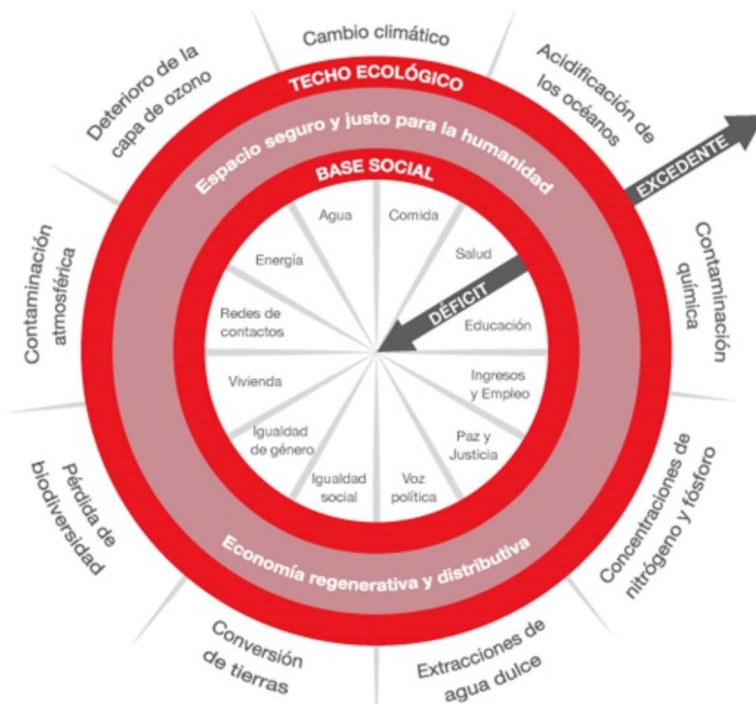 Cambio climático
Acidificación de
los océanos
Deterioro de la
capa de ozono
TECHO ECOLÓGICO
Espacio seguro y justo para la humanidad
BASE SOCIAL
EXCEDENTE
Agua
Comida
Energía
Salud
DÉFICIT
Contaminación
atmosférica
Contaminación
química
Redes de
contactos
Educación
Vivienda
Ingresos
y Empleo
Igualdad
de género
Paz y
Justicia
Igualdad
social
Voz
política
Pérdida de
biodiversidad
Concentraciones de
nitrógeno y fósforo
Economía regenerativa y distributiva
Conversión
de tierras
Extracciones de
agua dulce